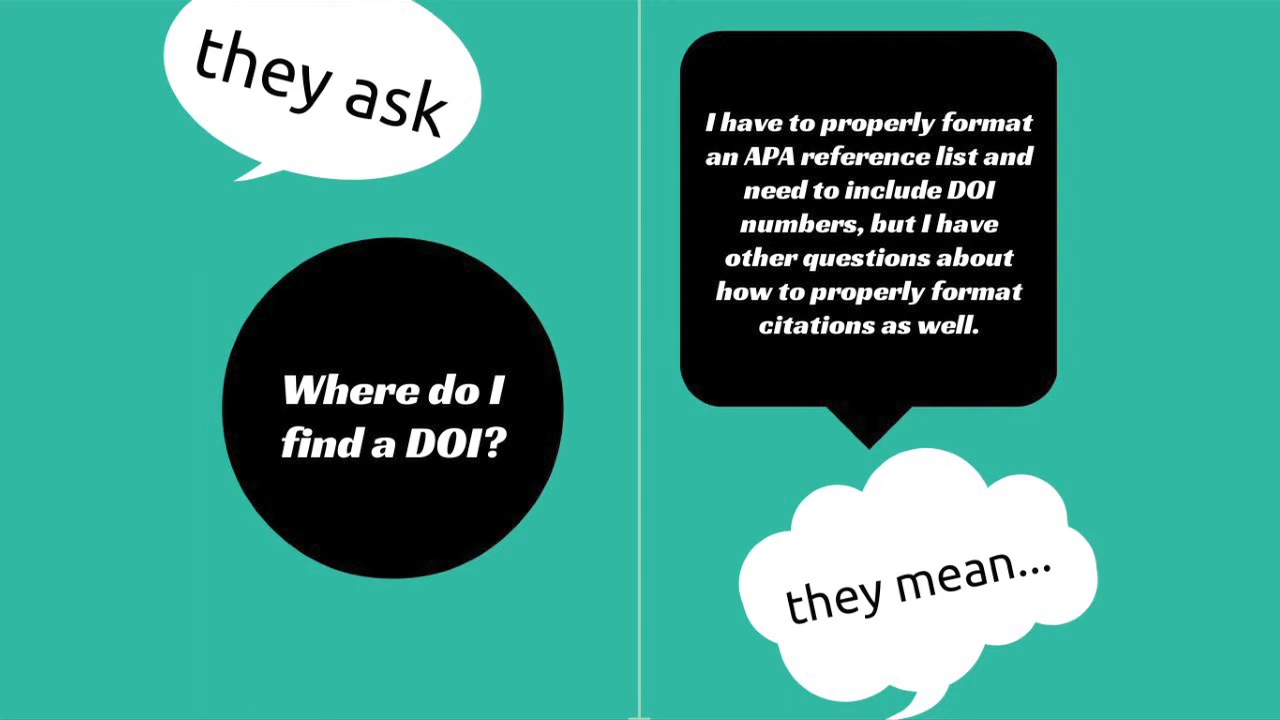 they ask
Where do I
find a DOI?
I have to properly format
an APA reference list and
need to include DOI
numbers, but I have
other questions about
how to properly format
citations as well.
they mean...